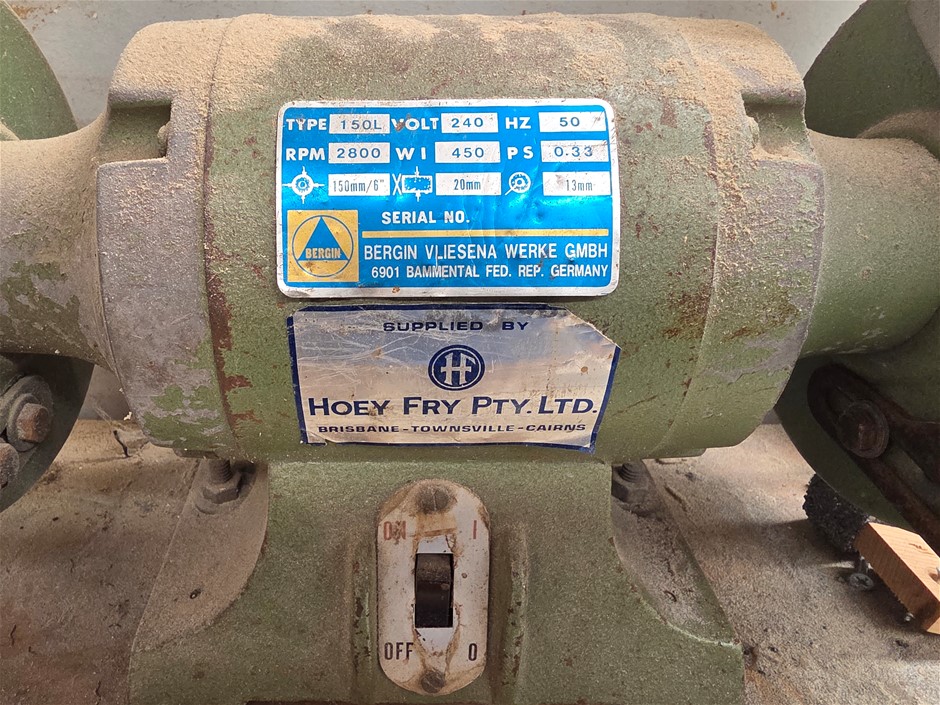 TYPE 150L VOLT 240 HZ 50
RPM 2800 WI 450 PS 0.33
150mm/6" X 20mm 13mm
SERIAL NO.
BERGIN
BERGIN VLIESENA WERKE GMBH
6901 BAMMENTAL FED. REP. GERMANY
SUPPLIED BY
HF
HOEY FRY PTY. LTD.
BRISBANE-TOWNSVILLE-CAIRNS
ON I
OFF 0